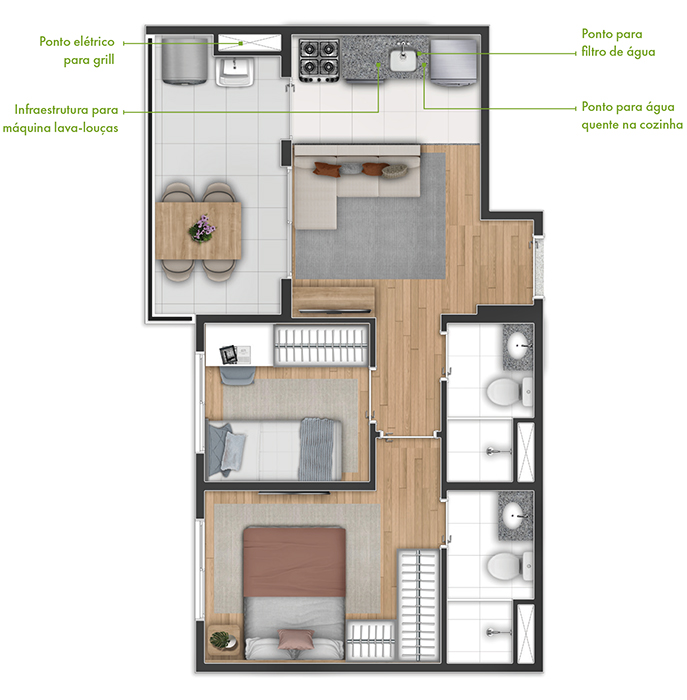 Ponto elétrico
para grill
Ponto para
filtro de água
Infraestrutura para
máquina lava-louças
Ponto para água
quente na cozinha